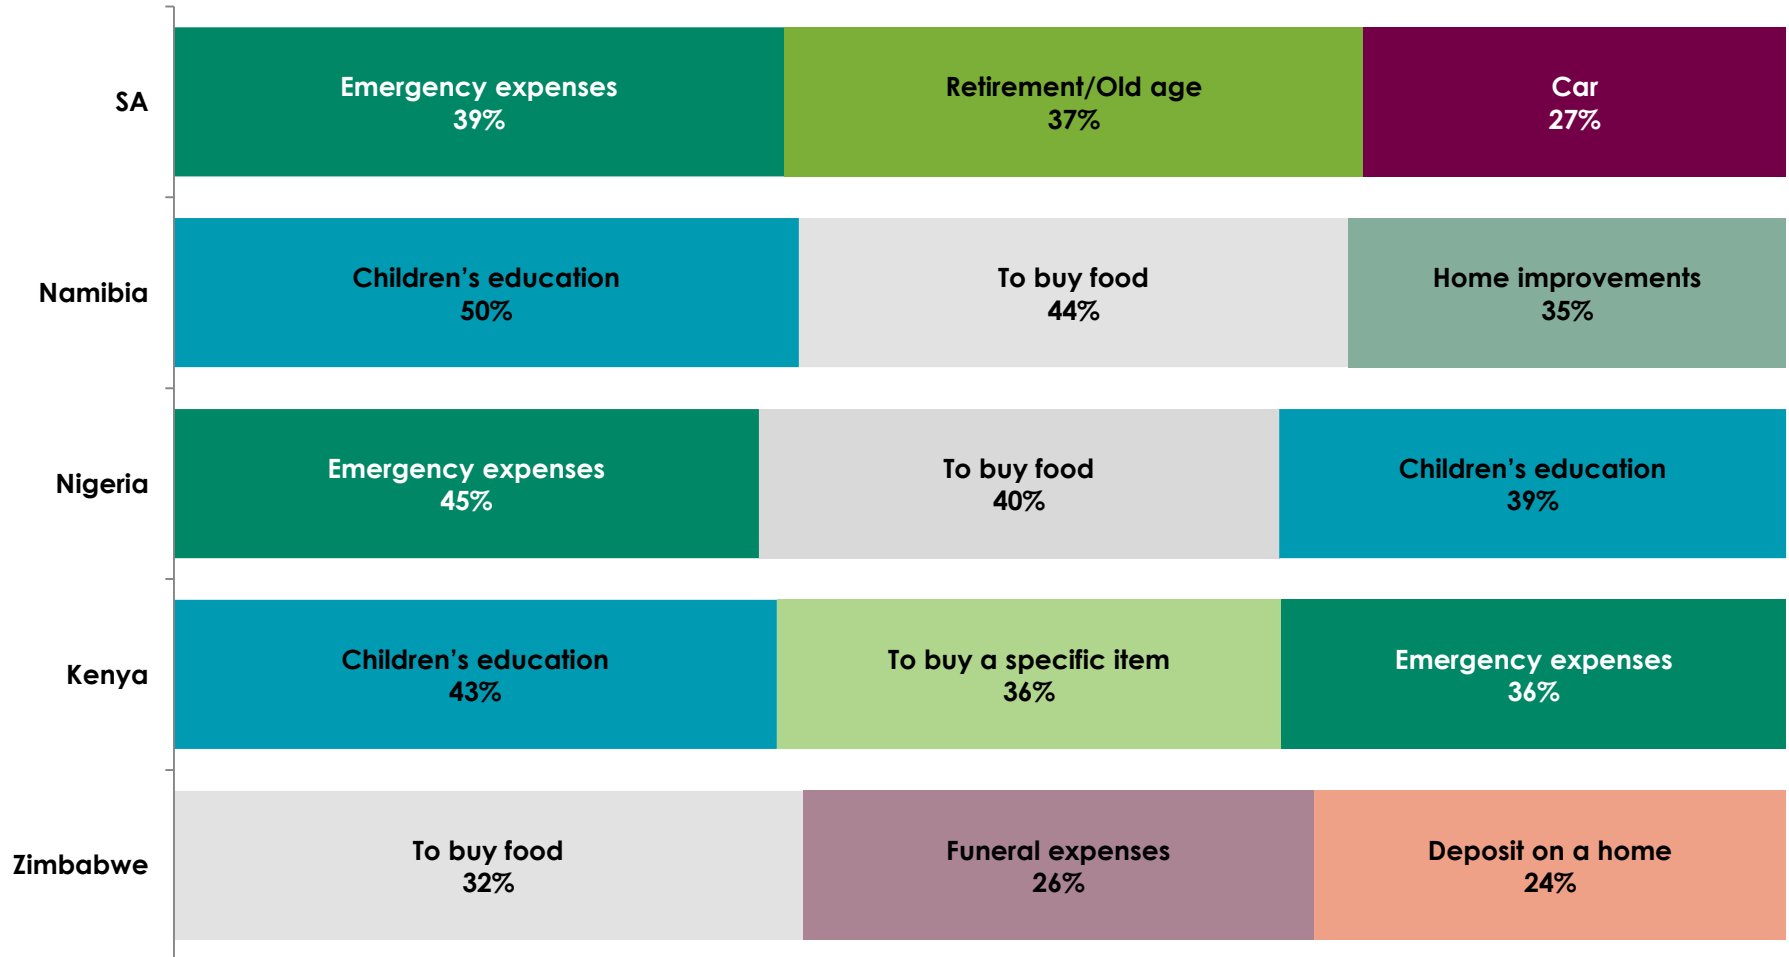 SA
Emergency expenses
39%
Retirement/Old age
37%
Car
27%
Namibia
Children’s education
50%
To buy food
44%
Home improvements
35%
Nigeria
Emergency expenses
45%
To buy food
40%
Children’s education
39%
Kenya
Children’s education
43%
To buy a specific item
36%
Emergency expenses
36%
Zimbabwe
To buy food
32%
Funeral expenses
26%
Deposit on a home
24%